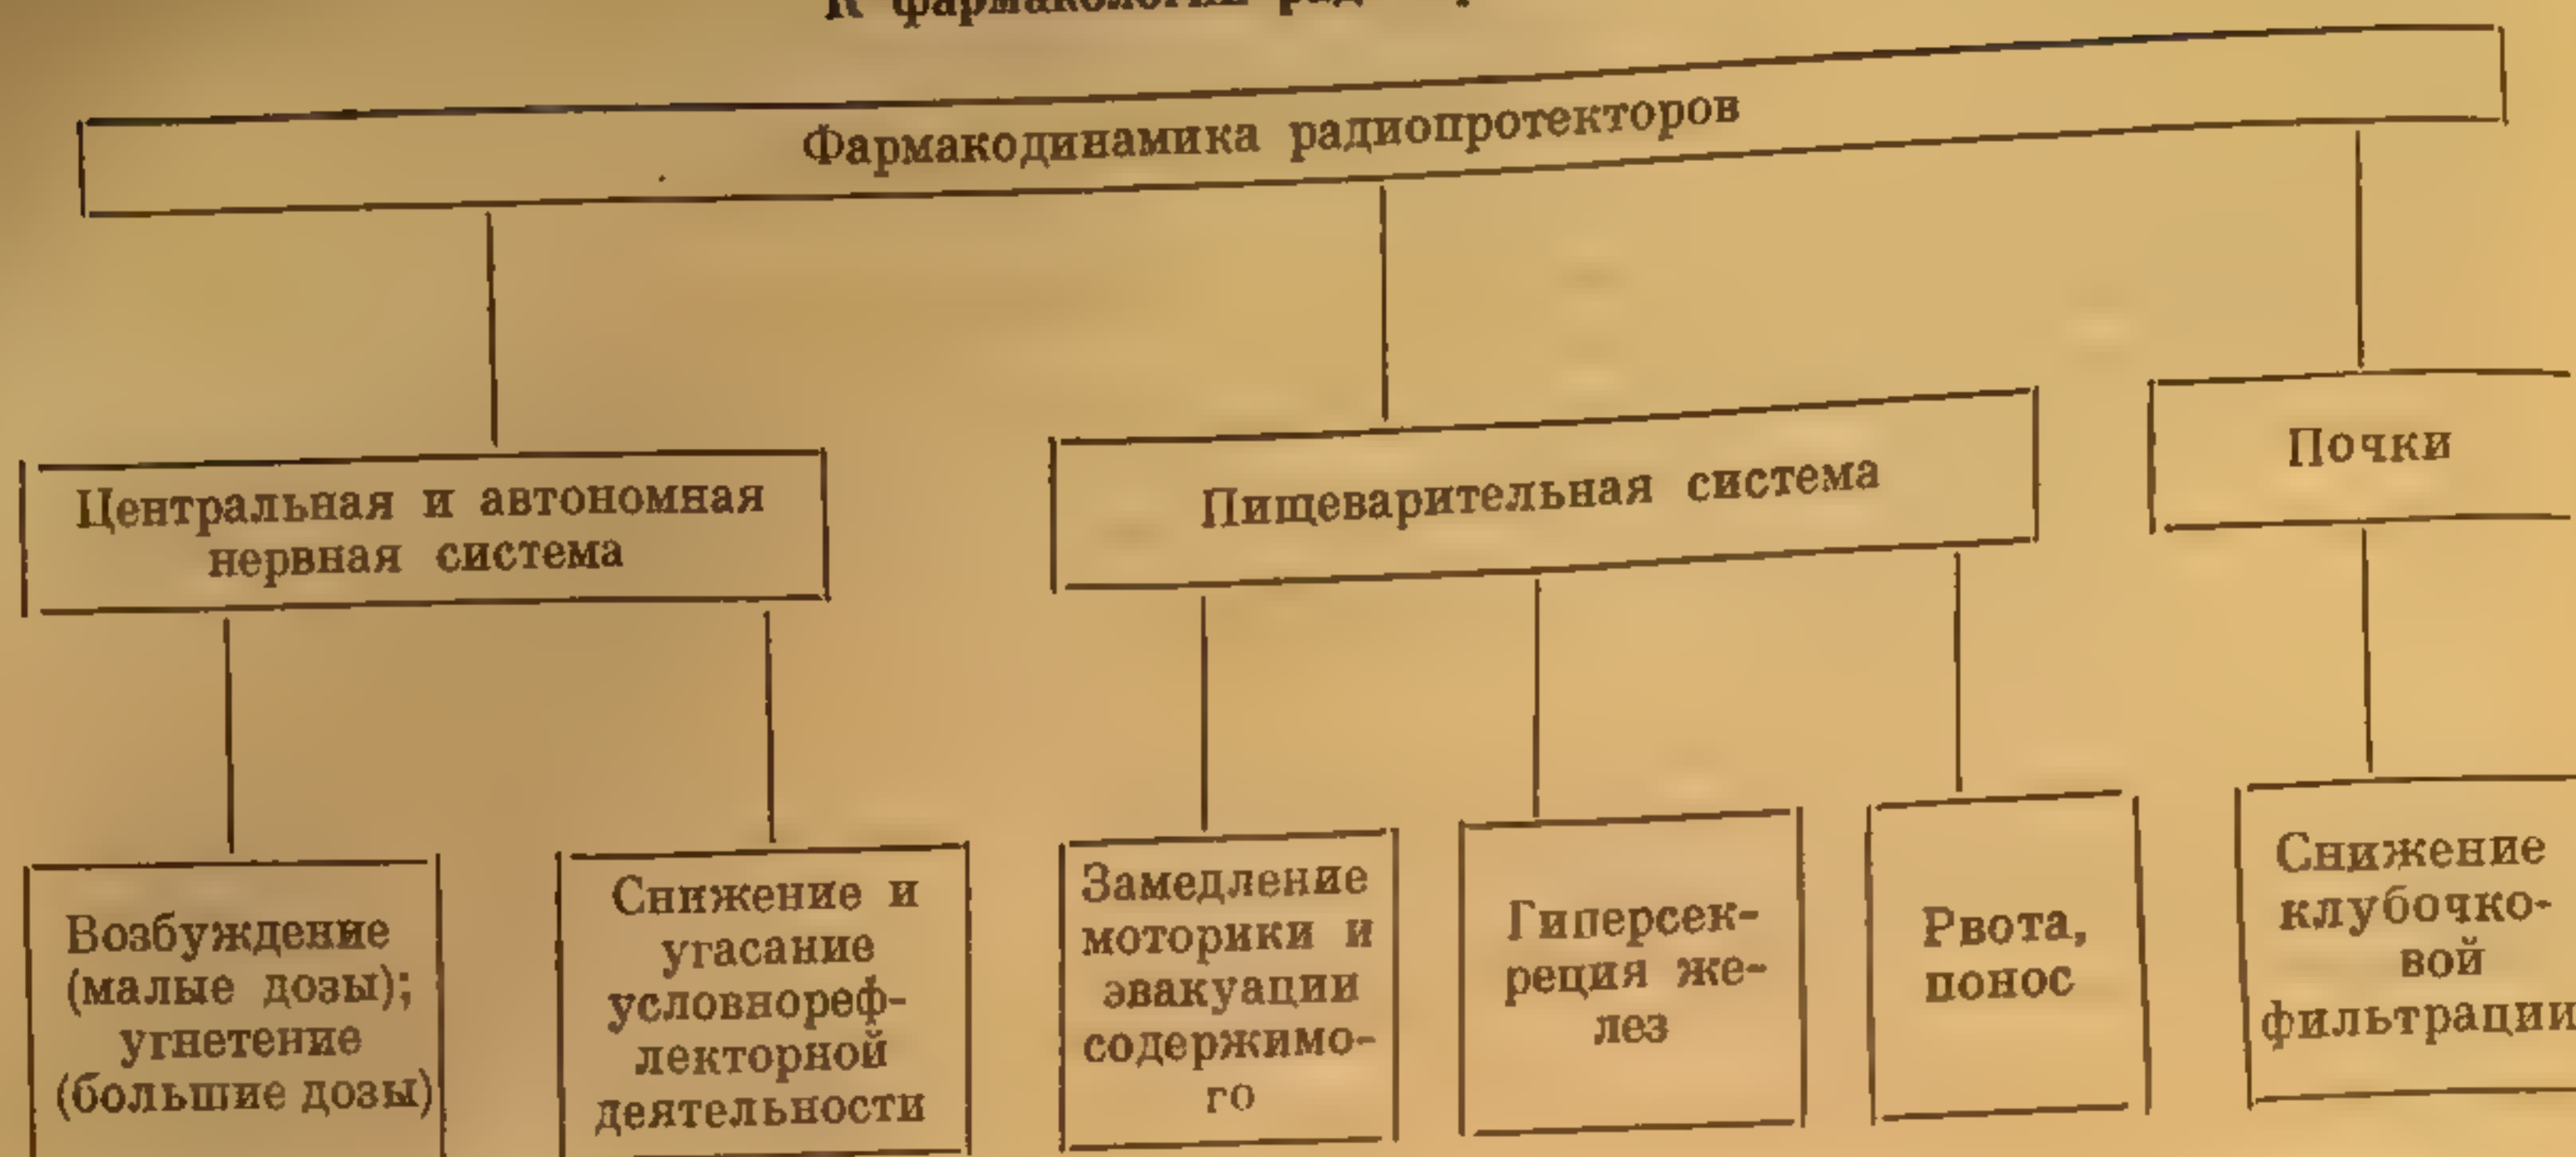 К фармакологии
Фармакодинамика радиопротекторов
Центральная и автономная
нервная система
Пищеварительная система
Почки
Возбуждение
(малые дозы);
угнетение
(большие дозы)
Снижение и
угасание
условнореф-
лекторной
деятельности
Замедление
моторики и
эвакуации
содержимо-
го
Гиперсек-
реция же-
лез
Рвота,
понос
Снижение
клубочко-
вой
фильтрации